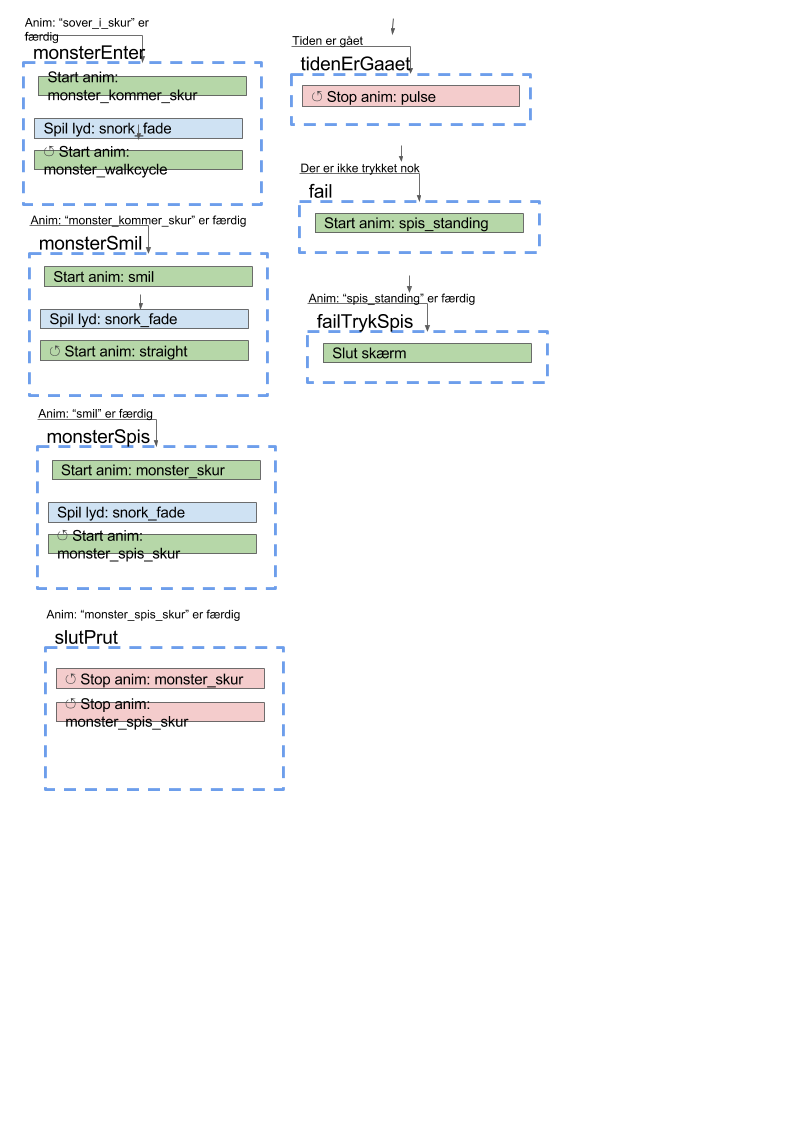 Anim: “sover_i_skur” er
færdig
monsterEnter
Start anim:
monster_kommer_skur
Spil lyd: snork_fade
↺ Start anim:
monster_walkcycle
Anim: “monster_kommer_skur” er færdig
monsterSmil
Start anim: smil
Spil lyd: snork_fade
↺ Start anim: straight
Anim: “smil” er færdig
monsterSpis
Start anim: monster_skur
Spil lyd: snork_fade
↺ Start anim:
monster_spis_skur
Anim: “monster_spis_skur” er færdig
slutPrut
↺ Stop anim: monster_skur
↺ Stop anim:
monster_spis_skur
Tiden er gået
tidenErGaaet
↺ Stop anim: pulse
Der er ikke trykket nok
fail
Start anim: spis_standing
Anim: “spis_standing” er færdig
failTrykSpis
Slut skærm